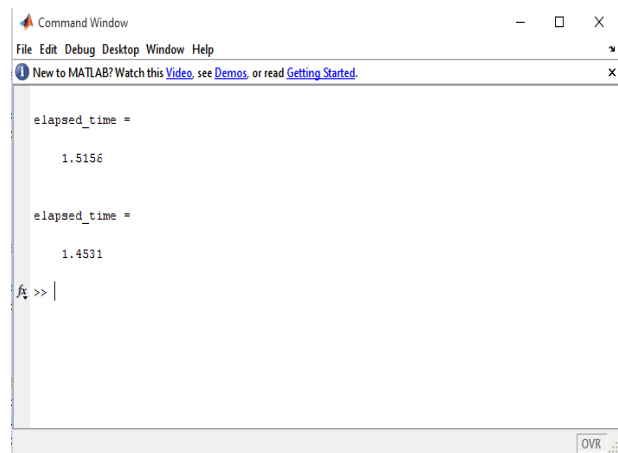 Command Window
File Edit Debug Desktop Window Help
New to MATLAB? Watch this Video, see Demos, or read Getting Started.
elapsed_time =
1.5156
elapsed_time =
1.4531
fx >>
OVR